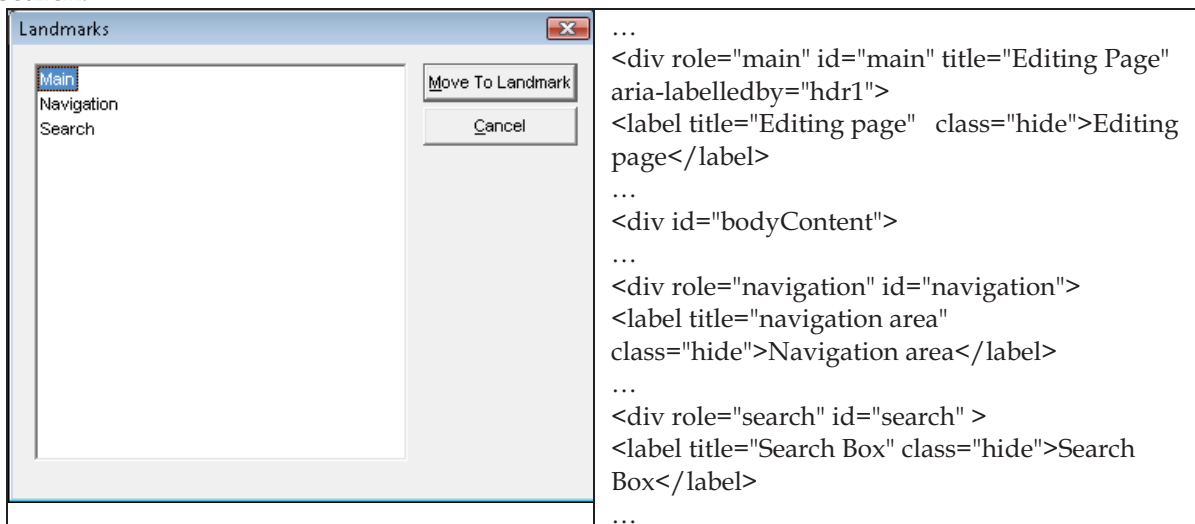 Landmarks
Main
Navigation
Search
Move To Landmark
Cancel
…
<div role="main" id="main" title="Editing Page"
aria-labelledby="hdr1">
<label title="Editing page"   class="hide">Editing
page</label>
…
<div id="bodyContent">
…
<div role="navigation" id="navigation">
<label title="navigation area"
class="hide">Navigation area</label>
…
<div role="search" id="search" >
<label title="Search Box" class="hide">Search
Box</label>
…